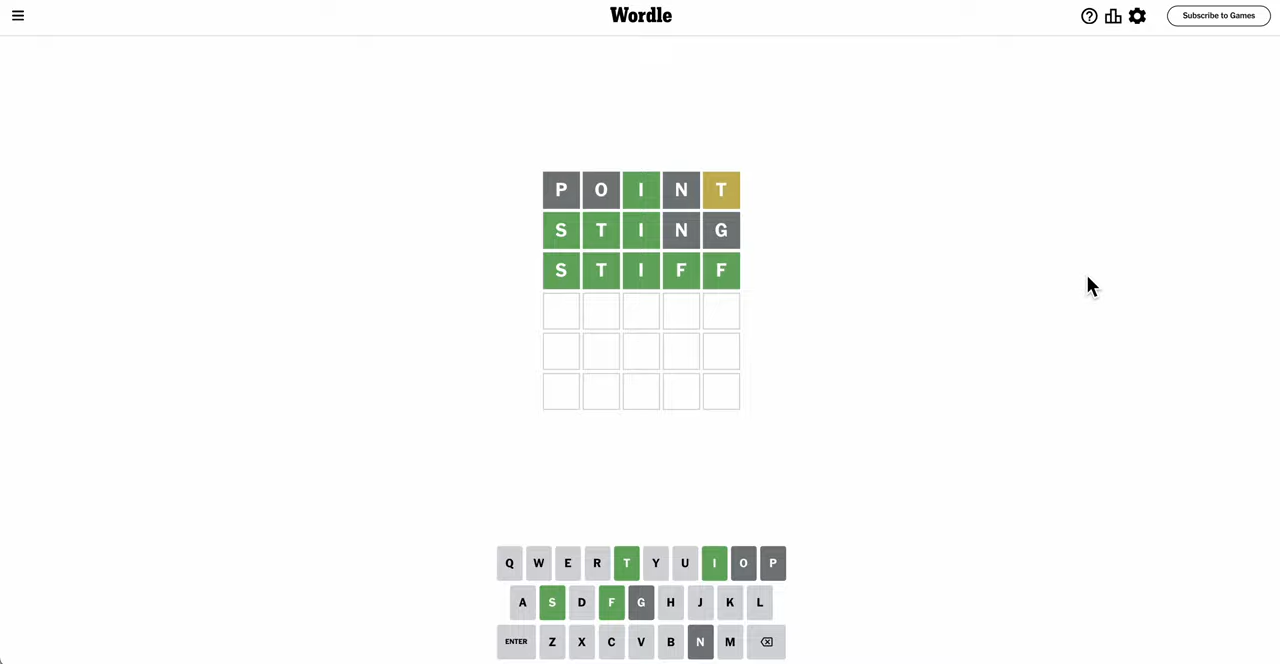 Wordle
Subscribe to Games
P O I N T
S T I N G
S T I F F
Q W E R T Y U I O P
A S D F G H J K L
ENTER Z X C V B N M